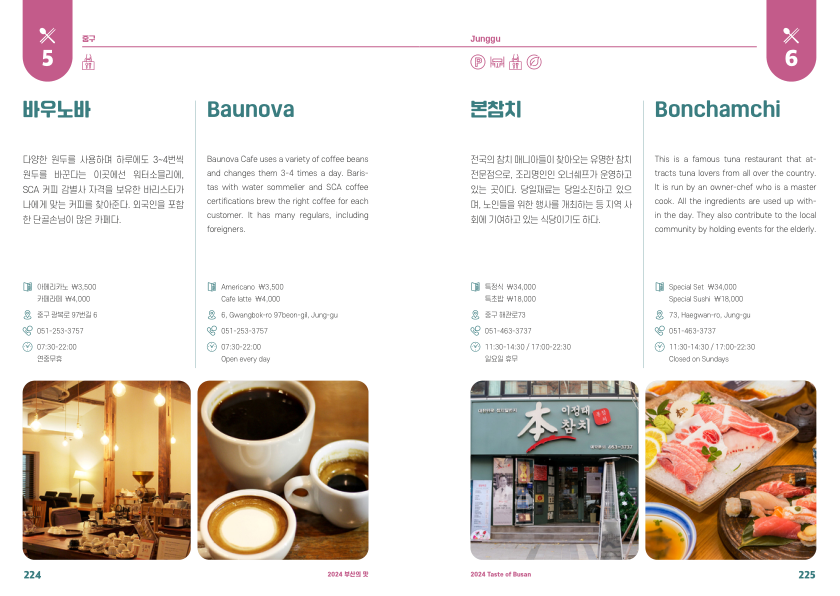 5
중구
바우노바
다양한 원두를 사용하며 하루에도 3~4번씩
원두를 바꾼다는 이곳에선 워터소믈리에,
SCA 커피 감별사 자격을 보유한 바리스타가
나에게 맞는 커피를 찾아준다. 외국인을 포함
한 단골손님이 많은 카페다.
아메리카노 ₩3,500
카페라떼 ₩4,000
중구 광복로 97번길 6
051-253-3757
07:30-22:00
연중무휴
Baunova
Baunova Cafe uses a variety of coffee beans
and changes them 3-4 times a day. Baris-
tas with water sommelier and SCA coffee
certifications brew the right coffee for each
customer. It has many regulars, including
foreigners.
Americano ₩3,500
Cafe latte ₩4,000
6, Gwangbok-ro 97beon-gil, Jung-gu
051-253-3757
07:30-22:00
Open every day
224
2024 부산의 맛
Junggu
6
본참치
전국의 참치 매니아들이 찾아오는 유명한 참치
전문점으로, 조리명인인 오너쉐프가 운영하고
있는 곳이다. 당일재료는 당일소진하고 있으
며, 노인들을 위한 행사를 개최하는 등 지역 사
회에 기여하고 있는 식당이기도 하다.
특정식 ₩34,000
특초밥 ₩18,000
중구 해관로73
051-463-3737
11:30-14:30 / 17:00-22:30
일요일 휴무
Bonchamchi
This is a famous tuna restaurant that at-
tracts tuna lovers from all over the country.
It is run by an owner-chef who is a master
cook. All the ingredients are used up with-
in the day. They also contribute to the local
community by holding events for the elderly.
Special Set ₩34,000
Special Sushi ₩18,000
73, Haegwan-ro, Jung-gu
051-463-3737
11:30-14:30 / 17:00-22:30
Closed on Sundays
本
이정태
참치
2024 Taste of Busan
225